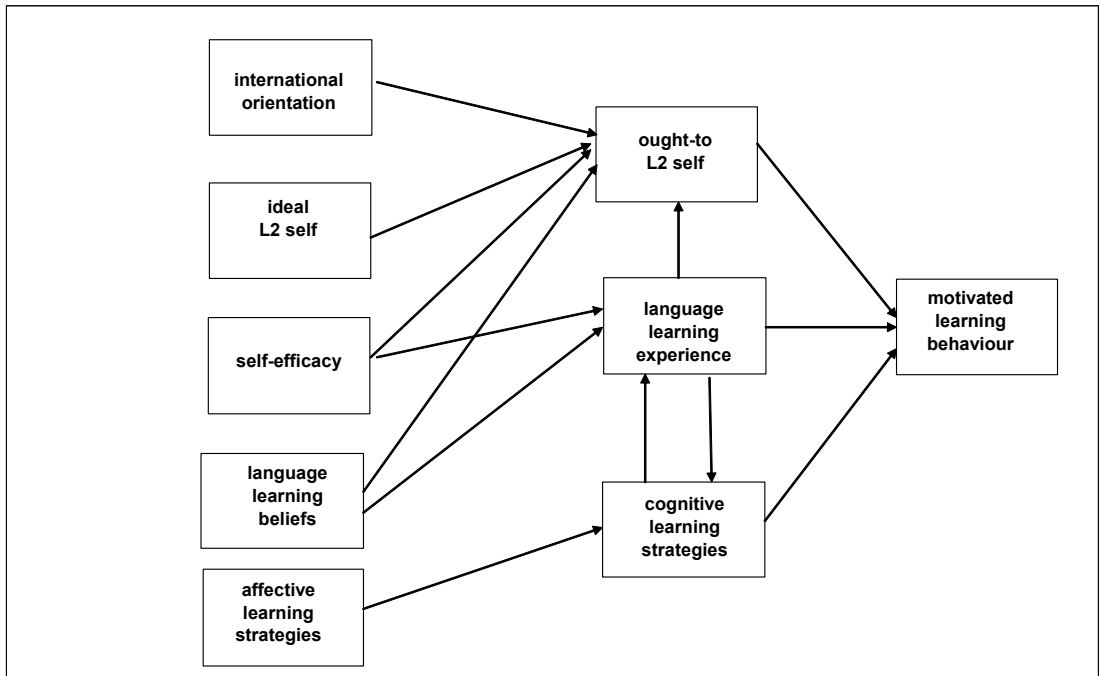 international
orientation
ideal
L2 self
self-efficacy
language
learning
beliefs
affective
learning
strategies
ought-to
L2 self
language
learning
experience
cognitive
learning
strategies
motivated
learning
behaviour